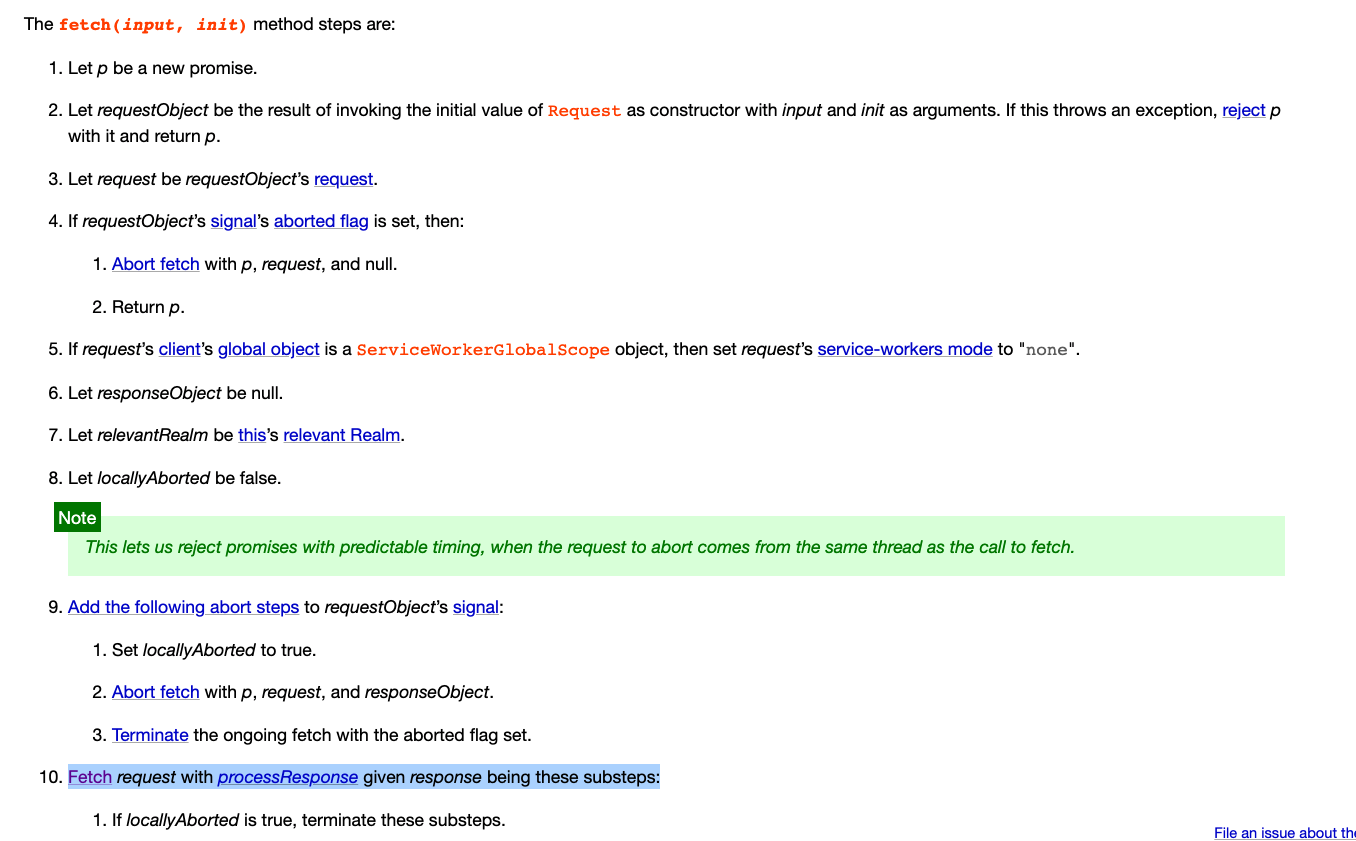 The fetch(input, init) method steps are:
1. Let p be a new promise.
2. Let requestObject be the result of invoking the initial value of Request as constructor with input and init as arguments. If this throws an exception, reject p
with it and return p.
3. Let request be requestObject’s request.
4. If requestObject’s signal’s aborted flag is set, then:
1. Abort fetch with p, request, and null.
2. Return p.
5. If request’s client’s global object is a ServiceWorkerGlobalScope object, then set request’s service-workers mode to "none".
6. Let responseObject be null.
7. Let relevantRealm be this’s relevant Realm.
8. Let locallyAborted be false.
Note
This lets us reject promises with predictable timing, when the request to abort comes from the same thread as the call to fetch.
9. Add the following abort steps to requestObject’s signal:
1. Set locallyAborted to true.
2. Abort fetch with p, request, and responseObject.
3. Terminate the ongoing fetch with the aborted flag set.
10. Fetch request with processResponse given response being these substeps:
1. If locallyAborted is true, terminate these substeps.
File an issue about the